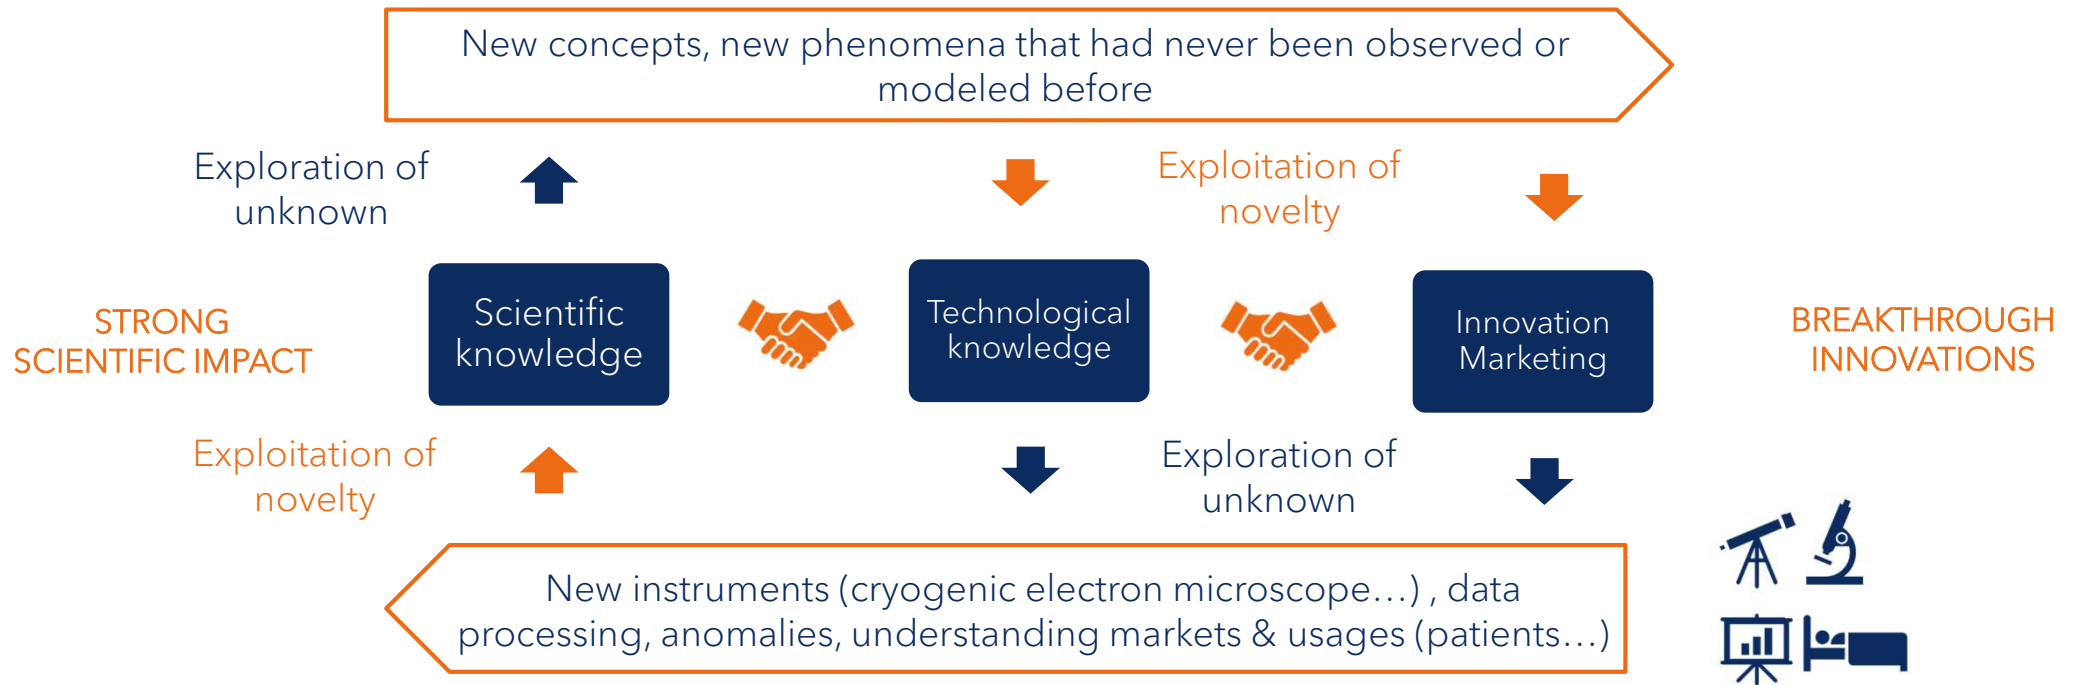 New concepts, new phenomena that had never been observed or
modeled before
Exploration of
unknown
Exploitation of
novelty
STRONG
SCIENTIFIC IMPACT
Scientific
knowledge
Technological
knowledge
Innovation
Marketing
BREAKTHROUGH
INNOVATIONS
Exploitation of
novelty
Exploration of
unknown
New instruments (cryogenic electron microscope...) , data
processing, anomalies, understanding markets & usages (patients...)